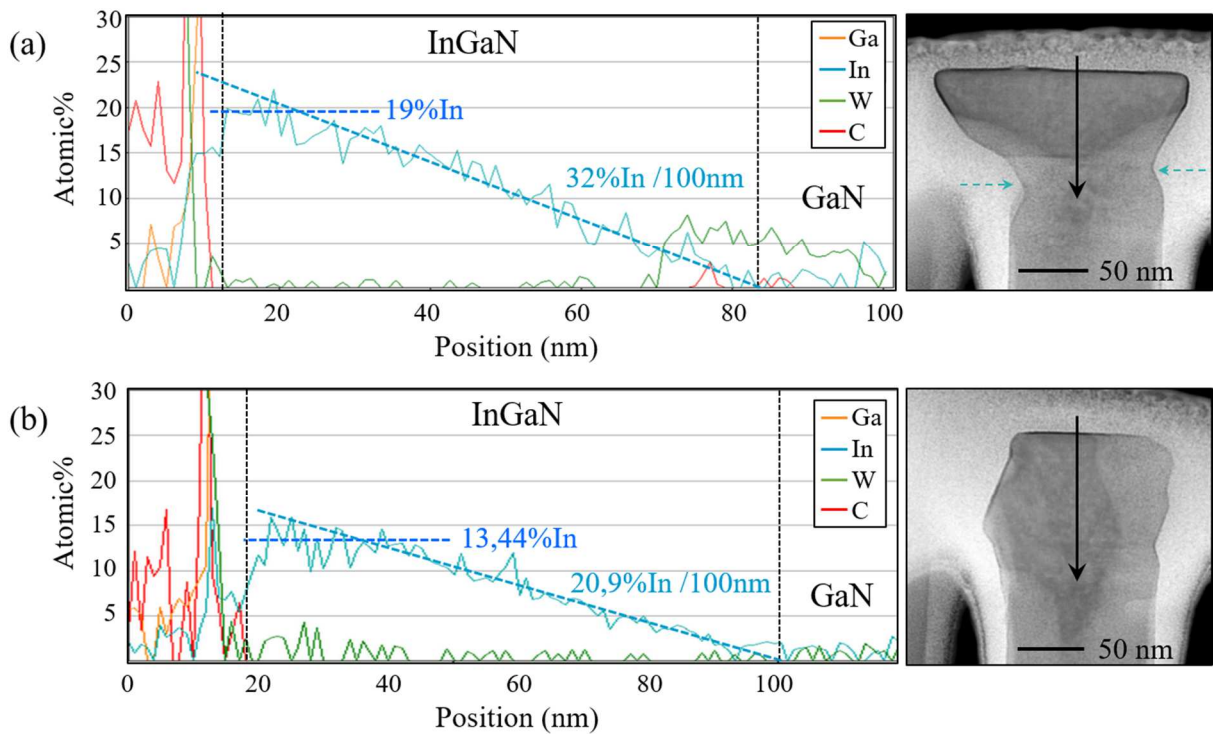 (a)
Atomic%
30
25
20
15
10
5
InGaN
19%In
32%In /100nm
GaN
Ga
In
W
C
0
20
40
60
80
100
Position (nm)
50 nm
(b)
Atomic%
30
25
20
15
10
5
InGaN
13,44%In
20,9%In /100nm
GaN
Ga
In
W
C
0
20
40
60
80
100
Position (nm)
50 nm